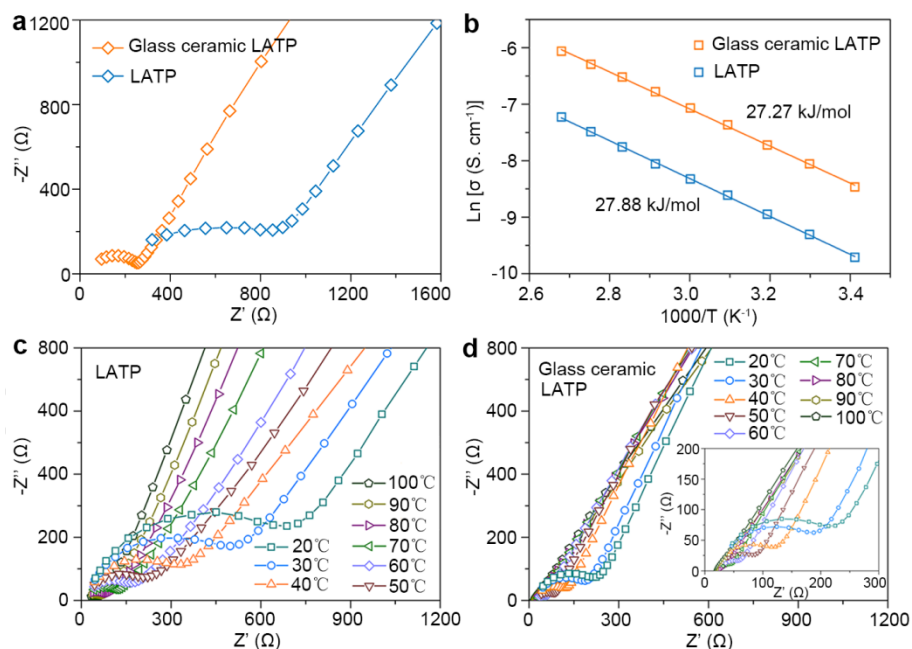 a
Glass ceramic LATP
LATP
1200
800
400
0
0 400 800 1200 1600
-Z'' (Ω)
Z' (Ω)
b
Glass ceramic LATP
LATP
27.27 kJ/mol
27.88 kJ/mol
-6
-7
-8
-9
-10
2.6 2.8 3.0 3.2 3.4
Ln [σ (S. cm⁻¹)]
1000/T (K⁻¹)
c
LATP
800
600
400
200
0
0 300 600 900 1200
-Z'' (Ω)
Z' (Ω)
100℃
90℃
80℃
20℃ 70℃
30℃ 60℃
40℃ 50℃
d
Glass ceramic
LATP
20℃ 70℃
30℃ 80℃
40℃ 90℃
50℃ 100℃
60℃
800
600
400
200
0
0 300 600 900 1200
-Z'' (Ω)
Z' (Ω)
200
150
100
50
0
0 100 200 300
-Z'' (Ω)
Z' (Ω)